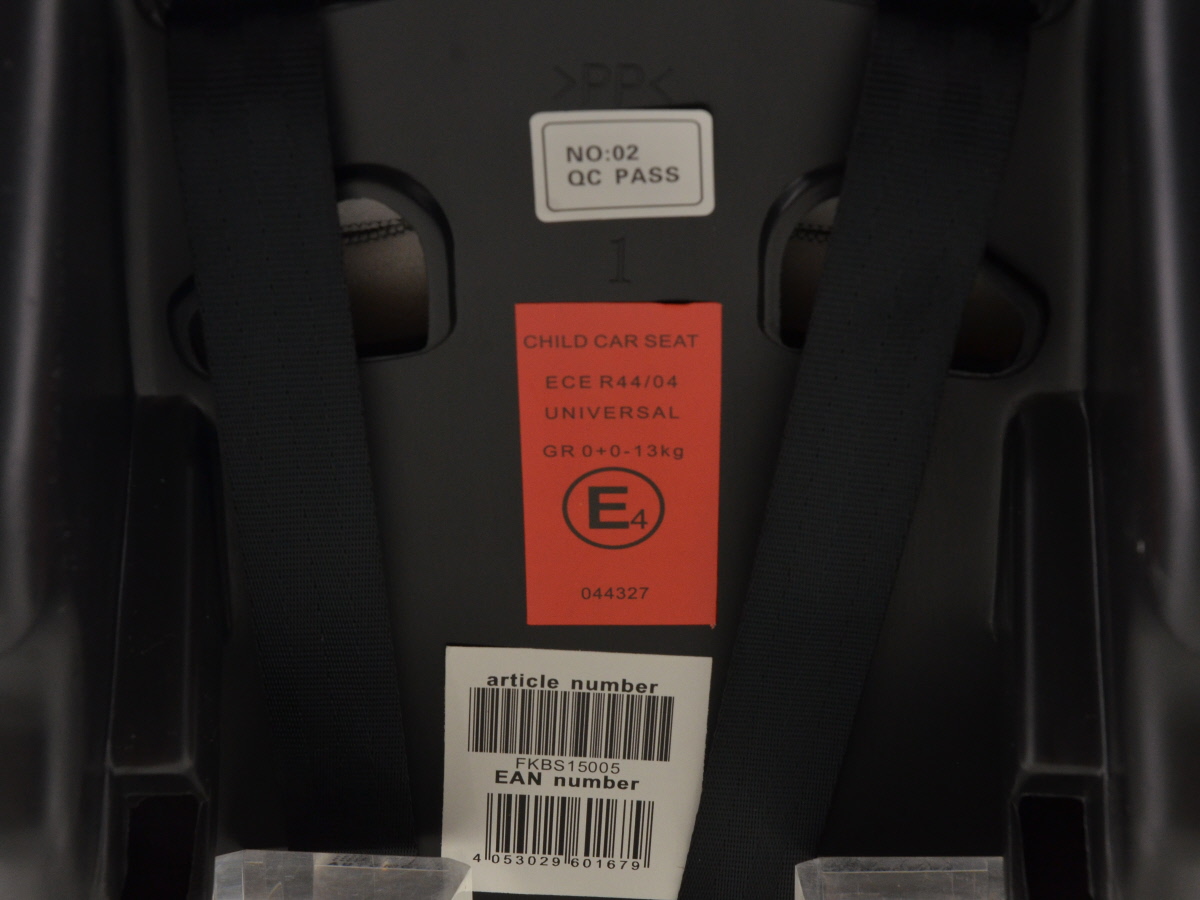 >PP<
NO:02
QC PASS
1
CHILD CAR SEAT
ECE R44/04
UNIVERSAL
GR 0+0-13kg
E4
044327
article number
FKBS15005
EAN number
4 053029 601679